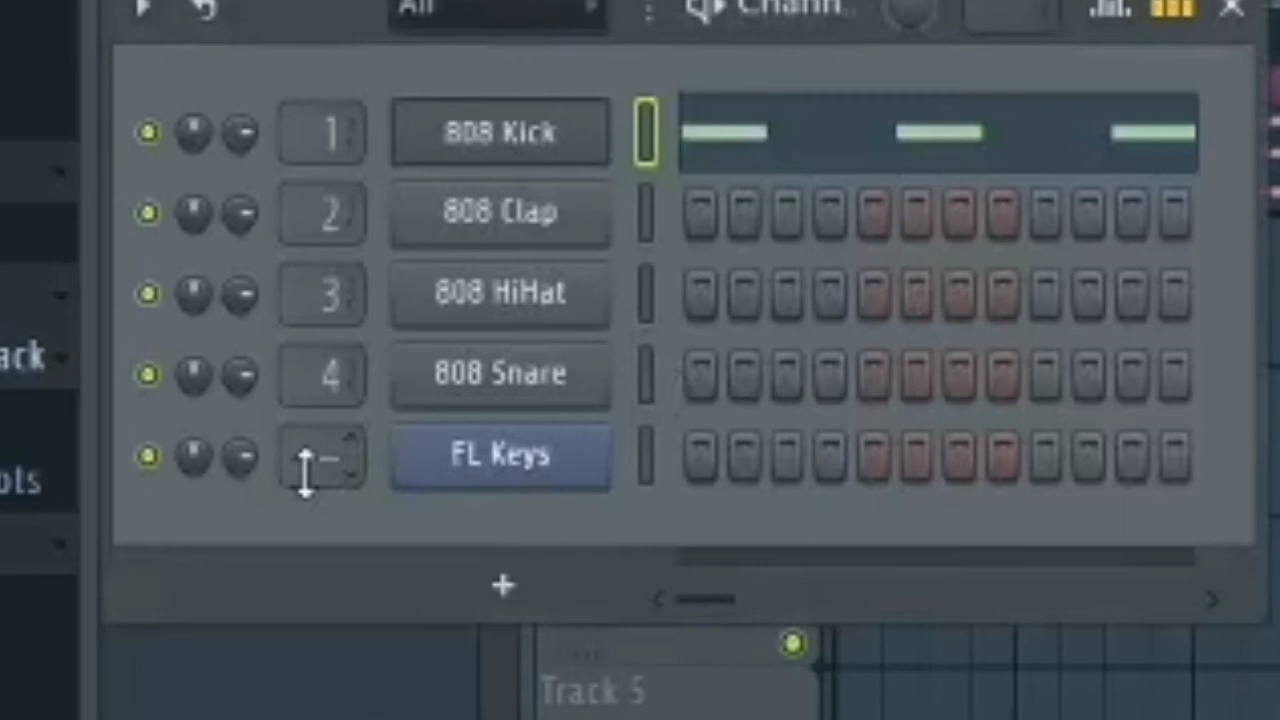 All
Chann..
1
808 Kick
2
808 Clap
3
808 HiHat
4
808 Snare
FL Keys
ack
ols
+
Track 5